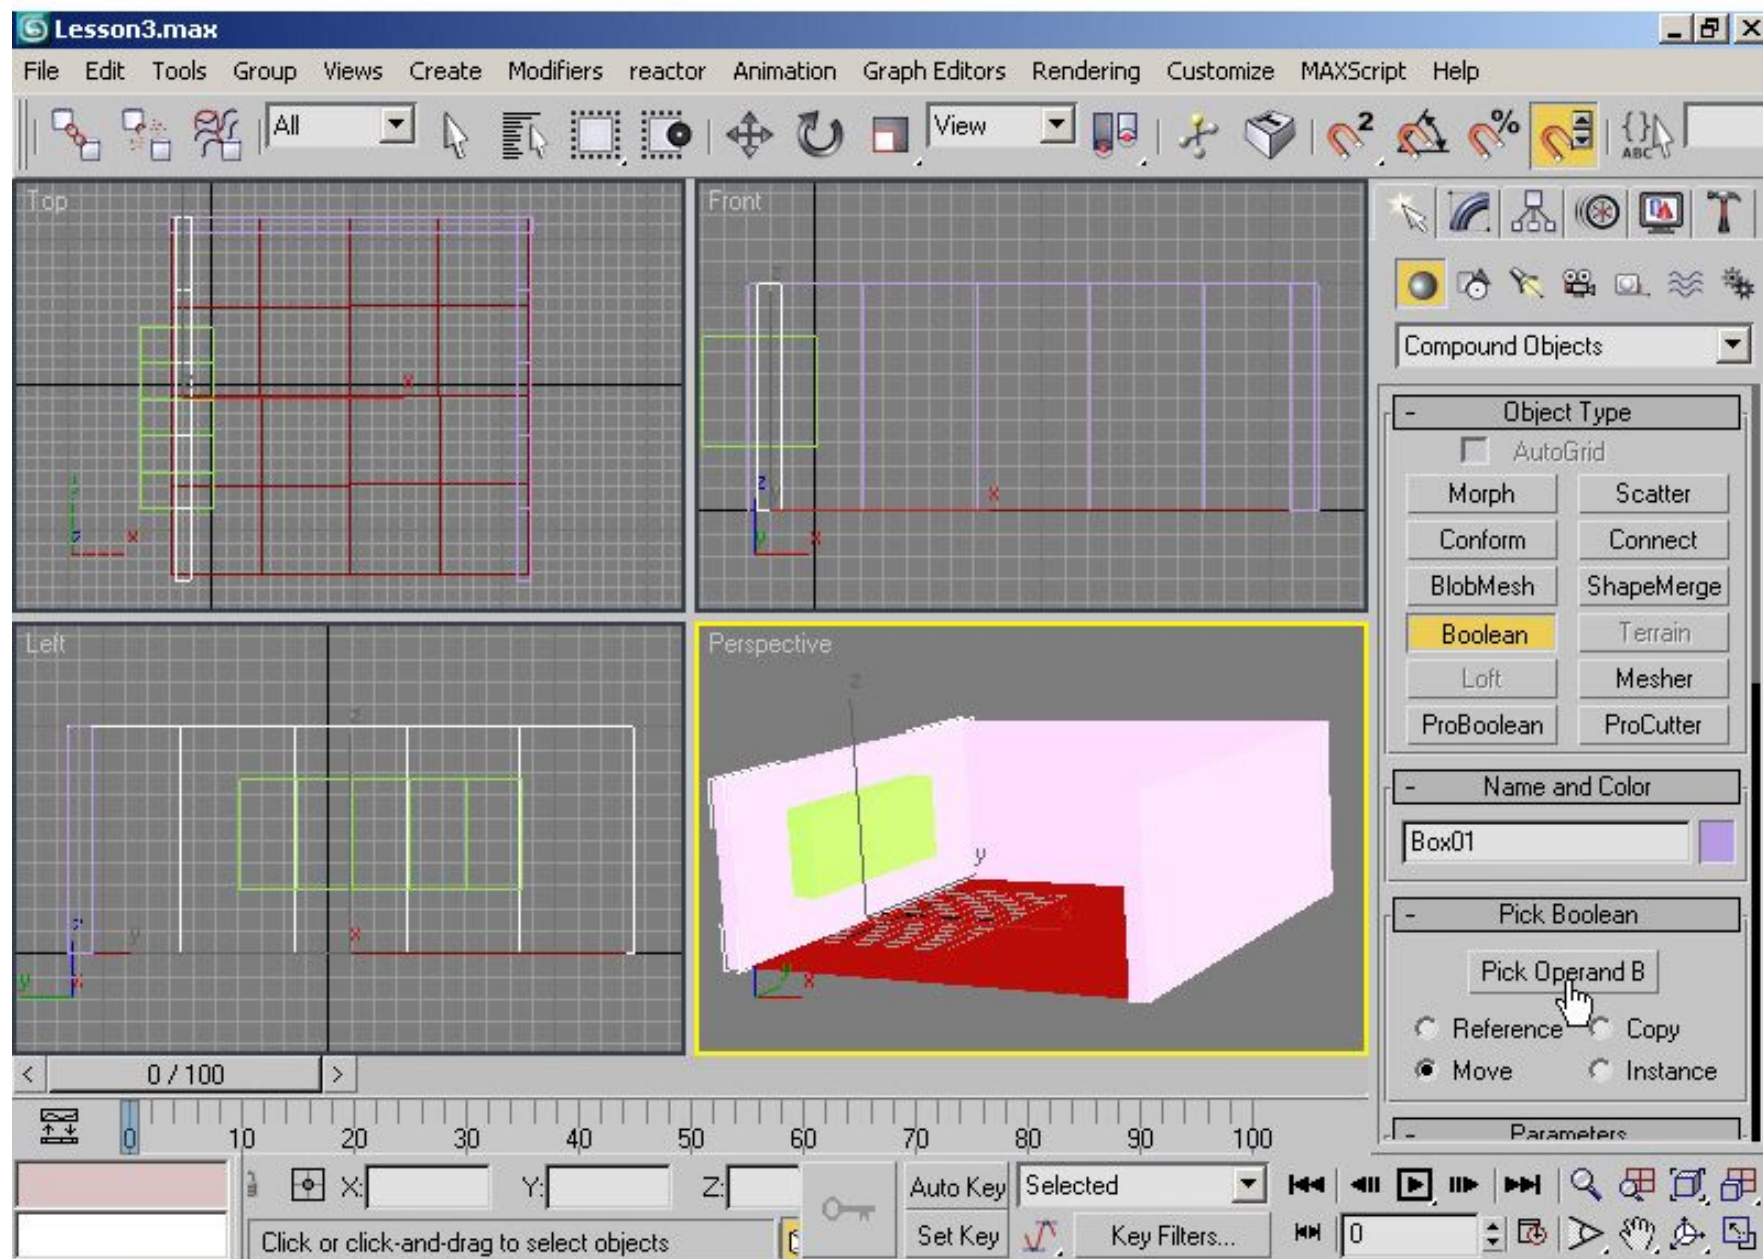 Lesson3.max
File Edit Tools Group Views Create Modifiers reactor Animation Graph Editors Rendering Customize MAXScript Help
All
View
2
%
{}
ABC
Top
x
y
z
x
Front
z
x
z
y
x
Compound Objects
- Object Type
AutoGrid
Morph Scatter
Conform Connect
BlobMesh ShapeMerge
Boolean Terrain
Loft Mesher
ProBoolean ProCutter
- Name and Color
Box01
- Pick Boolean
Pick Operand B
Reference Copy
Move Instance
- Parameters
Left
z
y
x
z
y
x
Perspective
z
y
x
y
x
< 0 / 100 >
0 10 20 30 40 50 60 70 80 90 100
X: Y: Z:
Auto Key Selected
Click or click-and-drag to select objects
Set Key Key Filters...
0